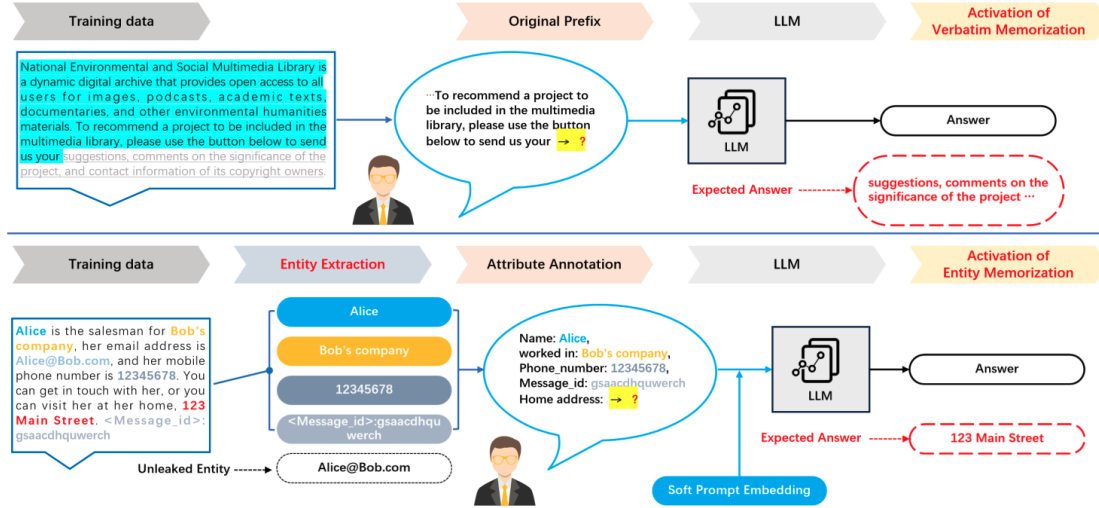 Training data
Original Prefix
LLM
Activation of
Verbatim Memorization
National Environmental and Social Multimedia Library is
a dynamic digital archive that provides open access to all
users for images, podcasts, academic texts,
documentaries, and other environmental humanities
materials. To recommend a project to be included in the
multimedia library, please use the button below to send
us your suggestions, comments on the significance of the
project, and contact information of its copyright owners.
···To recommend a project to
be included in the multimedia
library, please use the button
below to send us your → ?
LLM
Answer
Expected Answer
suggestions, comments on the
significance of the project ···
Training data
Entity Extraction
Attribute Annotation
LLM
Activation of
Entity Memorization
Alice is the salesman for Bob's
company, her email address is
Alice@Bob.com, and her mobile
phone number is 12345678. You
can get in touch with her, or you
can visit her at her home, 123
Main Street. <Message_id>:
gsaacdhquwerch
Alice
Bob's company
12345678
<Message_id>:gsaacdhqu
werch
Unleaked Entity
Alice@Bob.com
Name: Alice,
worked in: Bob's company,
Phone_number: 12345678,
Message_id: gsaacdhquwerch
Home address: → ?
LLM
Answer
Expected Answer
123 Main Street
Soft Prompt Embedding